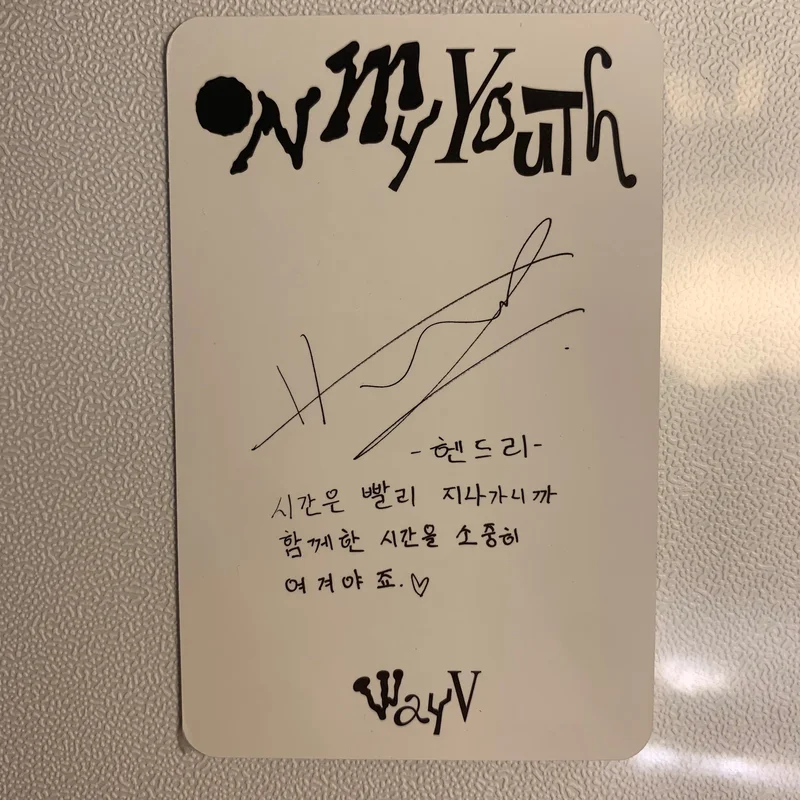 ON MY YOUTH
-헨드리-
시간은 빨리 지나가니까
함께한 시간을 소중히
여겨야 죠.♡
WayV